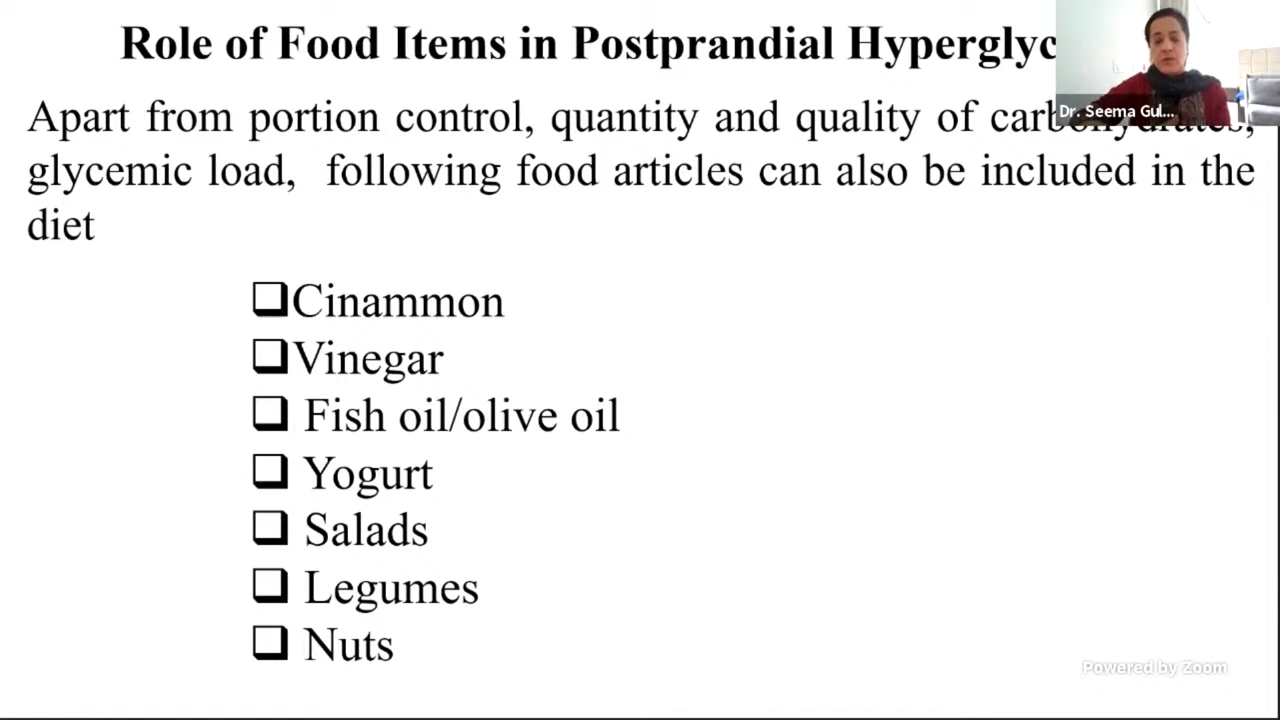 Role of Food Items in Postprandial Hyperglyc
Dr. Seema Gul...
Apart from portion control, quantity and quality of carbohydrates,
glycemic load, following food articles can also be included in the
diet
Cinammon
Vinegar
Fish oil/olive oil
Yogurt
Salads
Legumes
Nuts
Powered by Zoom